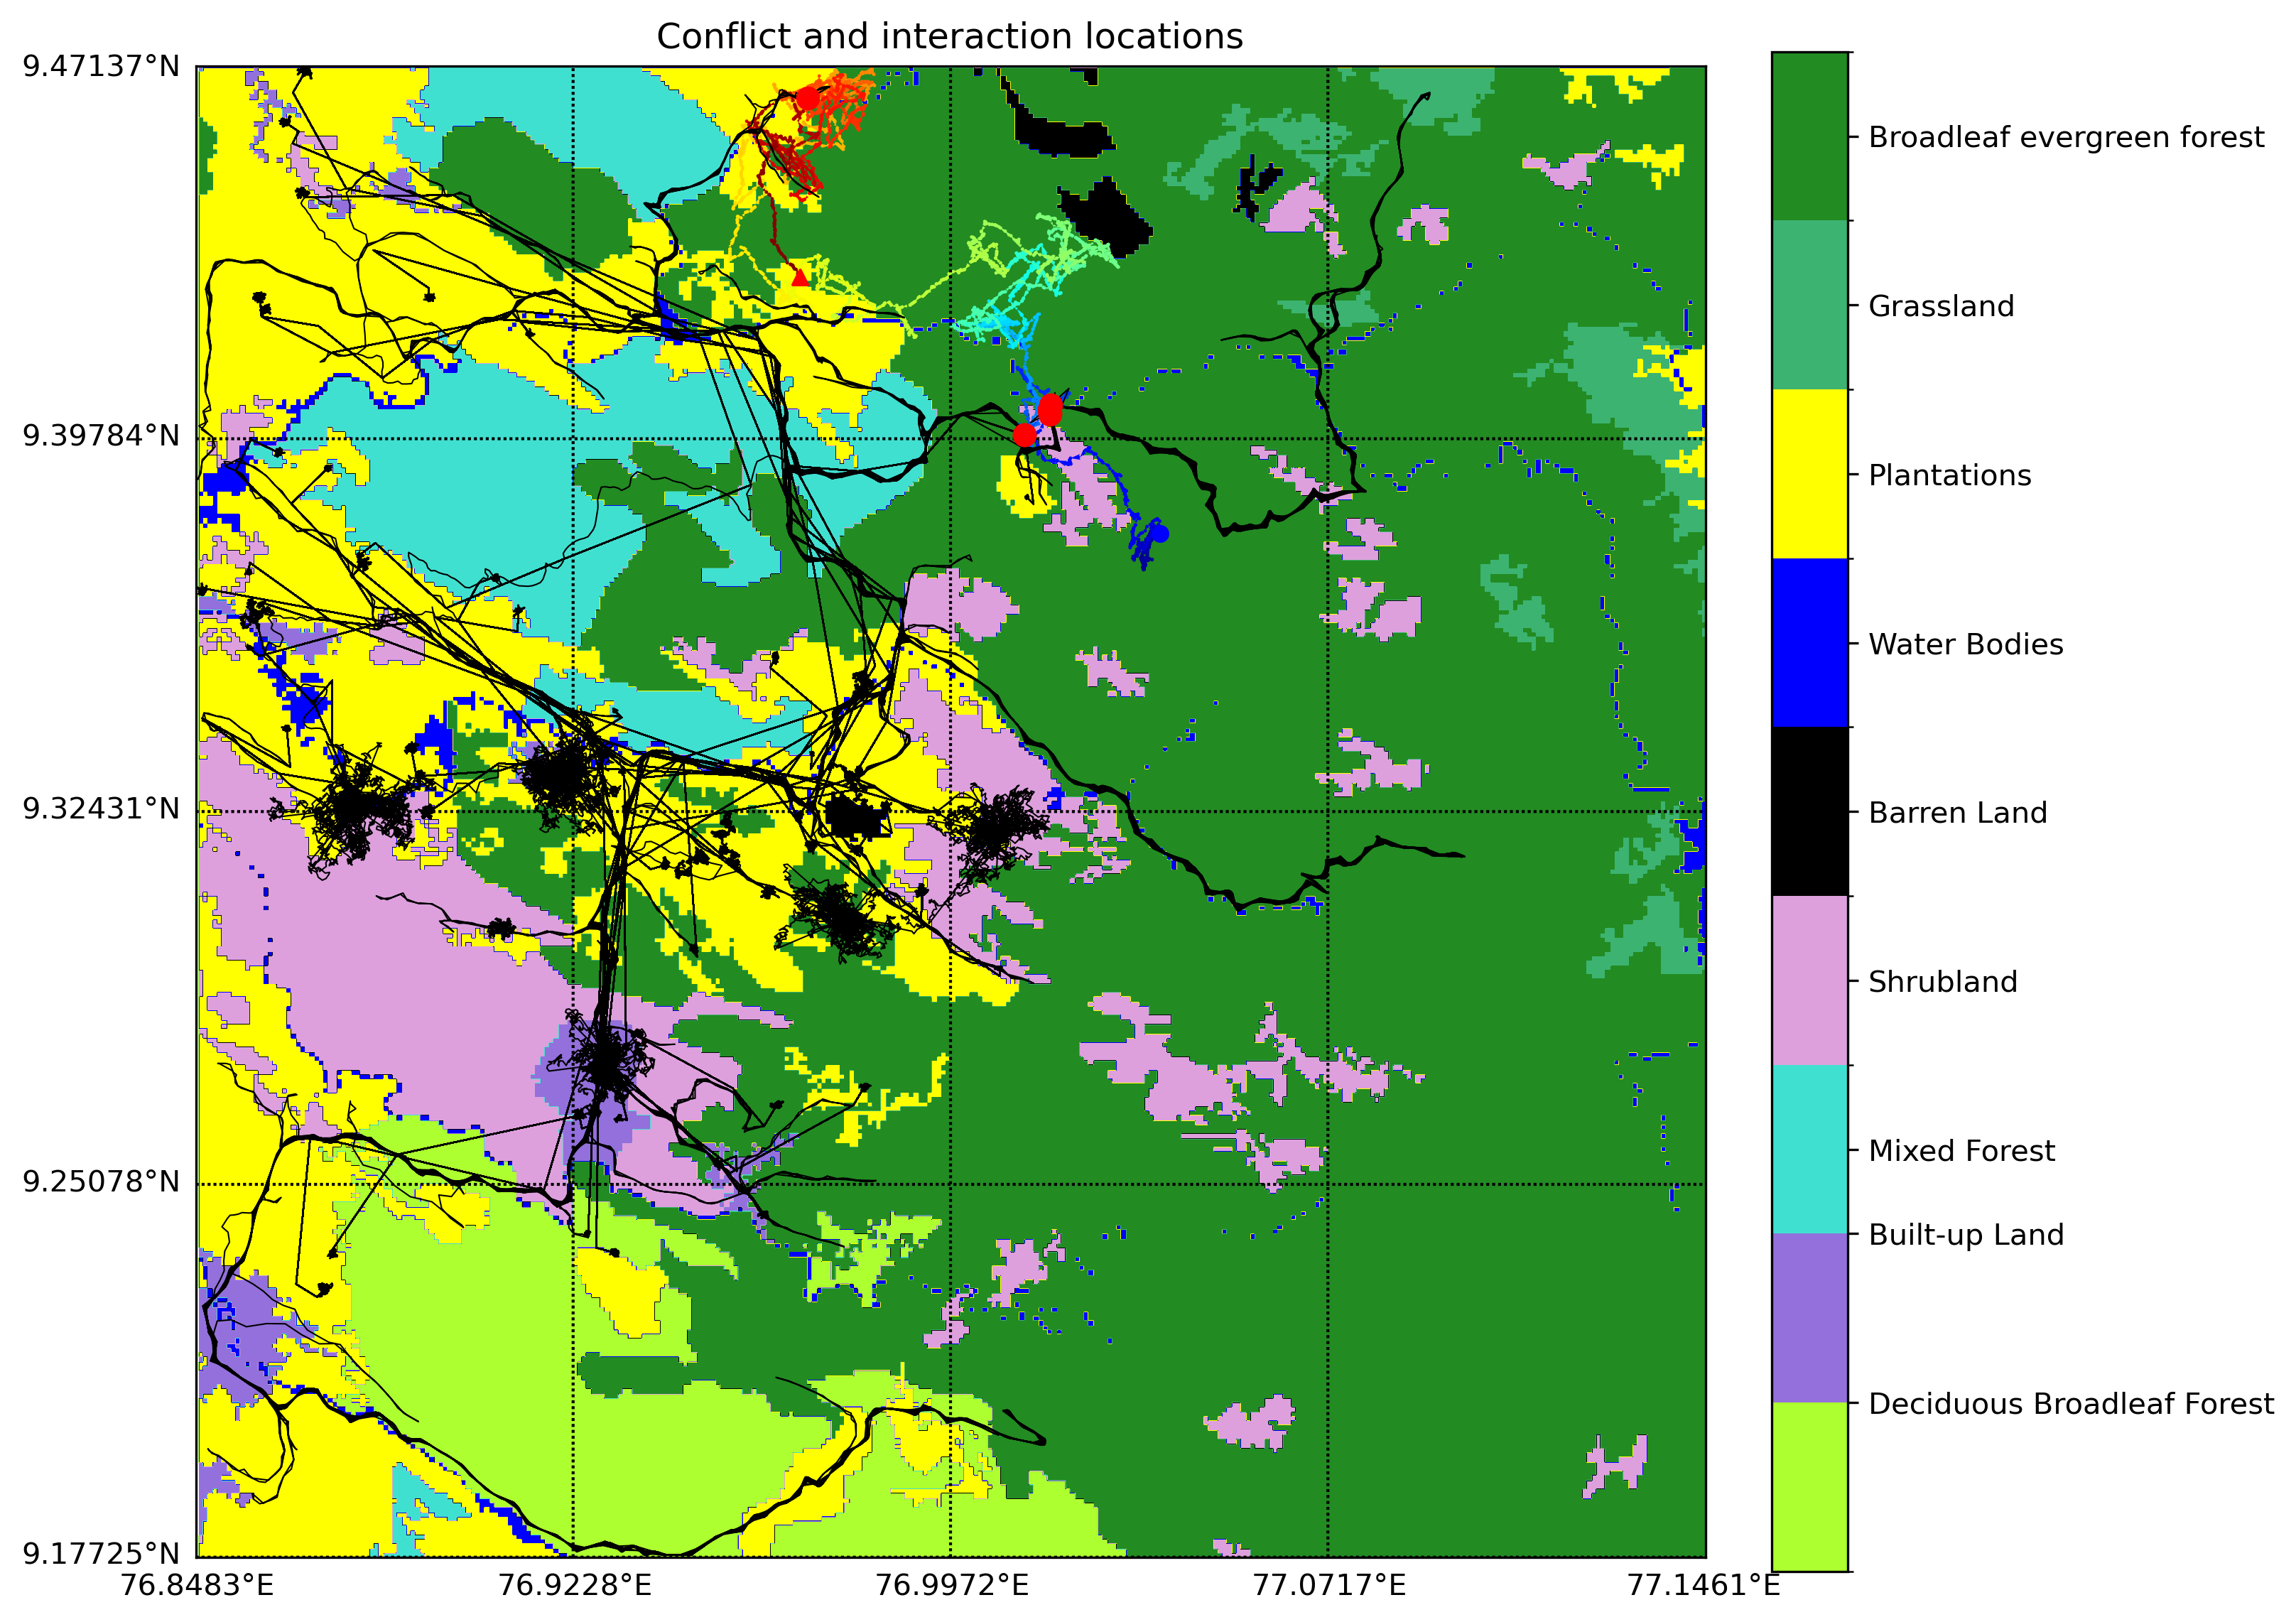 Conflict and interaction locations
9.47137°N
9.39784°N
9.32431°N
9.25078°N
9.17725°N
76.8483°E
76.9228°E
76.9972°E
77.0717°E
77.1461°E
Broadleaf evergreen forest
Grassland
Plantations
Water Bodies
Barren Land
Shrubland
Mixed Forest
Built-up Land
Deciduous Broadleaf Forest